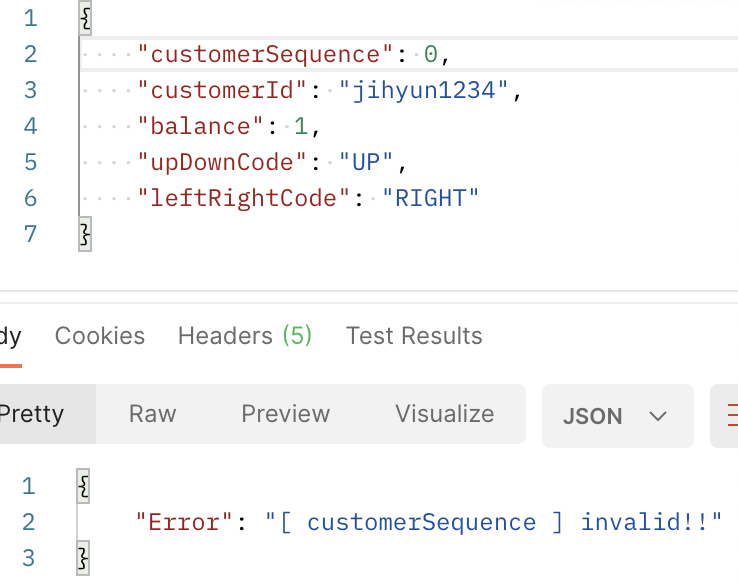 1 {
2 "customerSequence": 0,
3 "customerId": "jihyun1234",
4 "balance": 1,
5 "upDownCode": "UP",
6 "leftRightCode": "RIGHT"
7 }
dy Cookies Headers (5) Test Results
Pretty Raw Preview Visualize JSON
1 {
2 "Error": "[ customerSequence ] invalid!!"
3 }